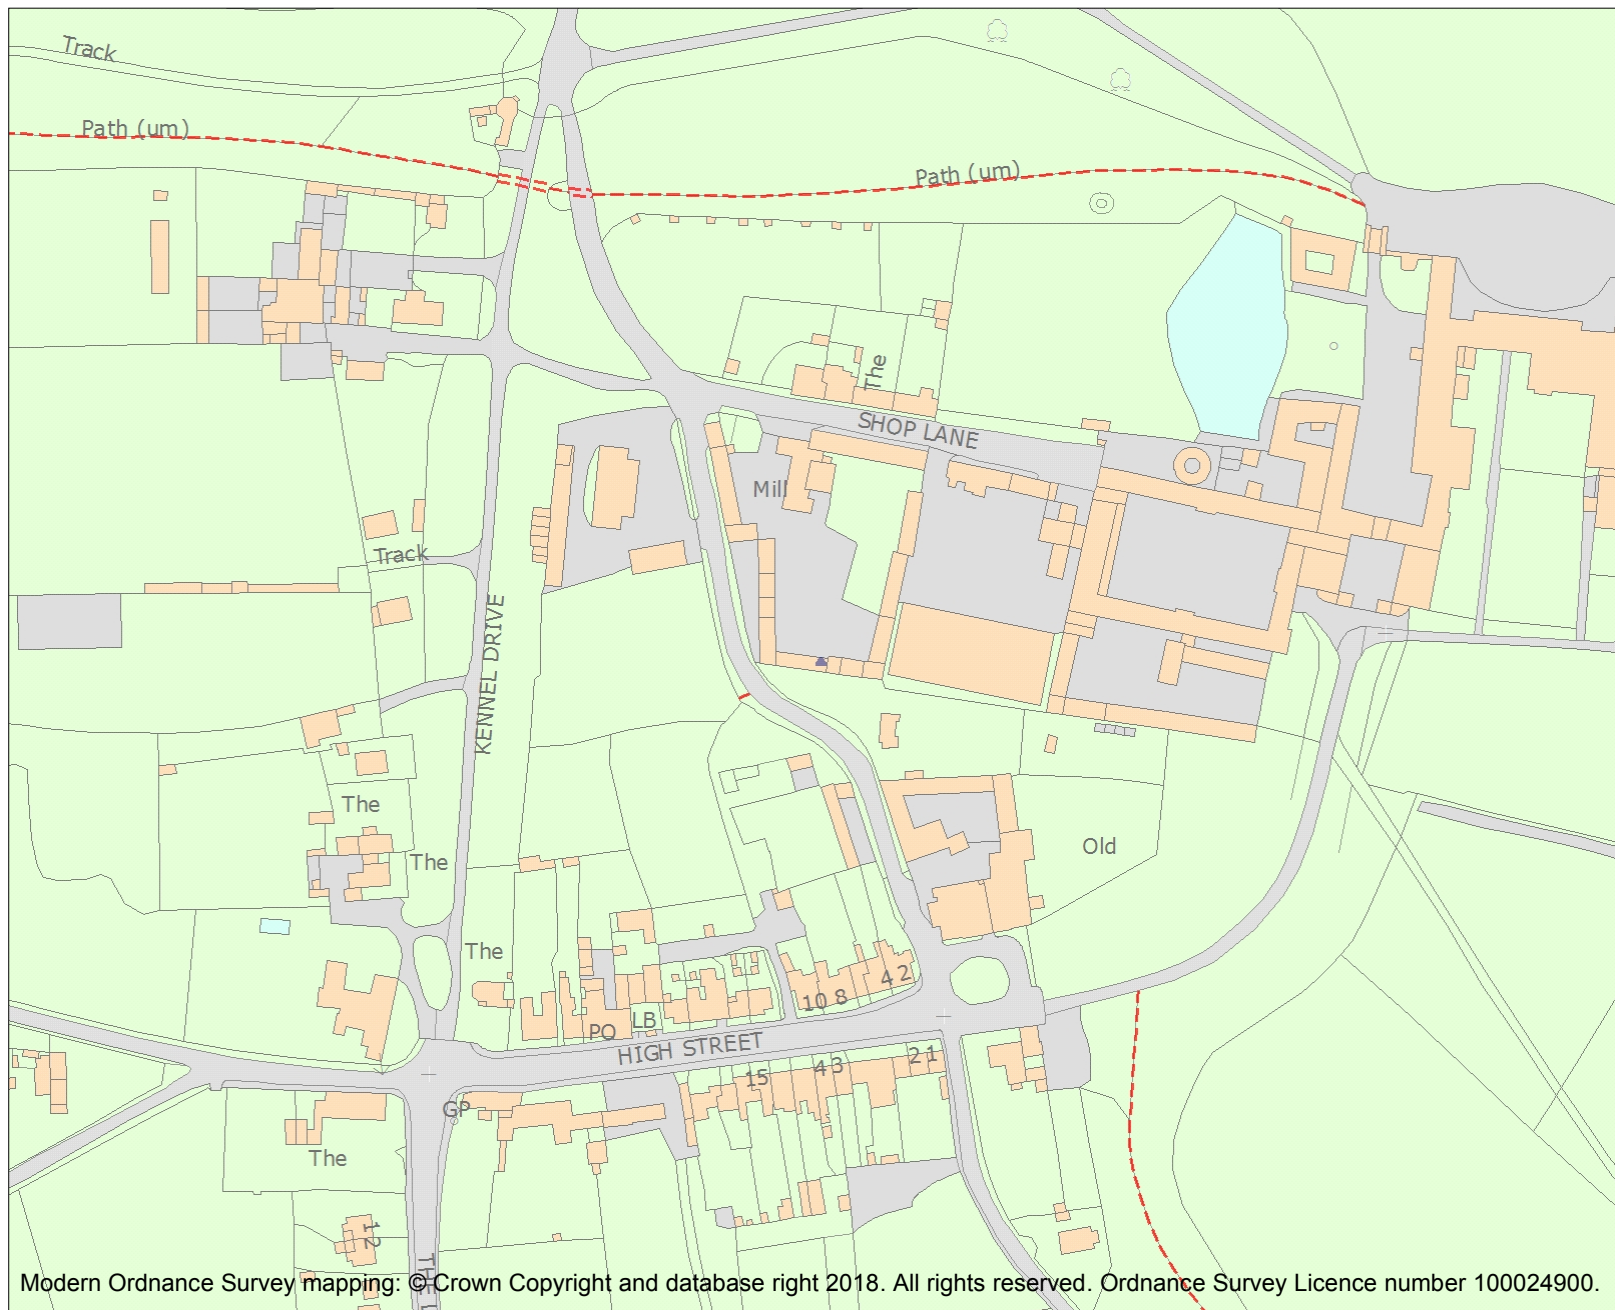 Track
Path (um)
Path (um)
The
SHOP LANE
Mill
Track
KENNEL DRIVE
The
The
Old
The
4 2
10 8
LB
PO
HIGH STREET
2 1
4 3
15
GP
The
12
THE
Modern Ordnance Survey mapping: © Crown Copyright and database right 2018. All rights reserved. Ordnance Survey Licence number 100024900.